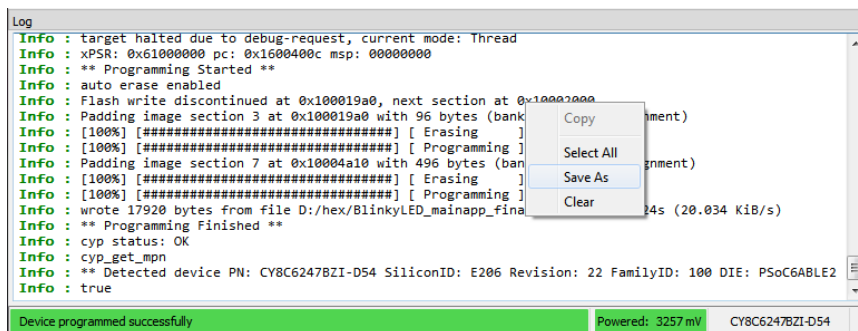 Log
Info : target halted due to debug-request, current mode: Thread
Info : xPSR: 0x61000000 pc: 0x1600400c msp: 00000000
Info : ** Programming Started **
Info : auto erase enabled
Info : Flash write discontinued at 0x100019a0, next section at 0x10002000
Info : Padding image section 3 at 0x100019a0 with 96 bytes (bank nment)
Info : [100%] [################################] [ Erasing ]
Info : [100%] [################################] [ Programming ]
Info : Padding image section 7 at 0x10004a10 with 496 bytes (ban gnment)
Info : [100%] [################################] [ Erasing ]
Info : [100%] [################################] [ Programming ]
Info : wrote 17920 bytes from file D:/hex/BlinkyLED_mainapp_fina 24s (20.034 KiB/s)
Info : ** Programming Finished **
Info : cyp status: OK
Info : cyp_get_mpn
Info : ** Detected device PN: CY8C6247BZI-D54 SiliconID: E206 Revision: 22 FamilyID: 100 DIE: PSoC6ABLE2
Info : true
Copy
Select All
Save As
Clear
Device programmed successfully
Powered: 3257 mV
CY8C6247BZI-D54